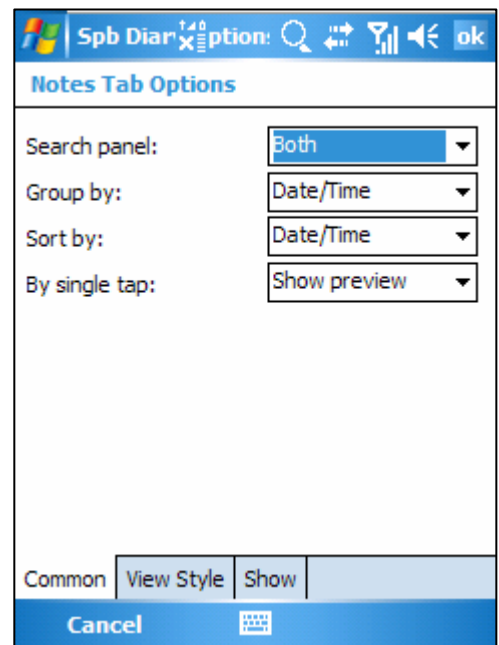 Spb Diar ption: ok
Notes Tab Options
Search panel: Both
Group by: Date/Time
Sort by: Date/Time
By single tap: Show preview
Common View Style Show
Cancel